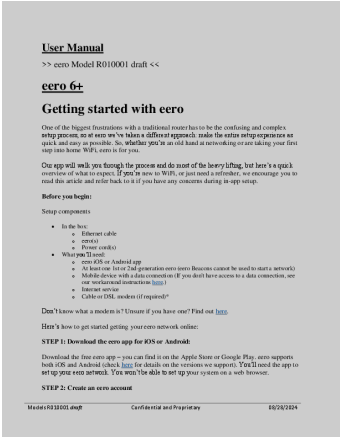 User Manual
>> eero Model R010001 draft <<
eero 6+
Getting started with eero
One of the biggest frustrations with a traditional router has to be the confusing and complex
setup process, so at eero we've taken a different approach: make the entire setup experience as
quick and easy as possible. So, whether you're an old hand at networking or are taking your first
step into home WiFi, eero is for you.
Our app will walk you through the process and do most of the heavy lifting, but here's a quick
overview of what to expect. If you're new to WiFi, or just need a refresher, we encourage you to
read this article and refer back to it if you have any concerns during in-app setup.
Before you begin:
Setup components
• In the box:
o Ethernet cable
o eero(s)
o Power cord(s)
• What you'll need:
o eero iOS or Android app
o At least one 1st or 2nd-generation eero (eero Beacons cannot be used to start a network)
o Mobile device with a data connection (If you don't have access to a data connection, see
our workaround instructions here.)
o Internet service
o Cable or DSL modem (if required)*
Don't know what a modem is? Unsure if you have one? Find out here.
Here's how to get started getting your eero network online:
STEP 1: Download the eero app for iOS or Android:
Download the free eero app – you can find it on the Apple Store or Google Play. eero supports
both iOS and Android (check here for details on the versions we support). You'll need the app to
set up your eero network. You won't be able to set up your system on a web browser.
STEP 2: Create an eero account
Models R010001 draft Confidential and Proprietary 08/28/2024